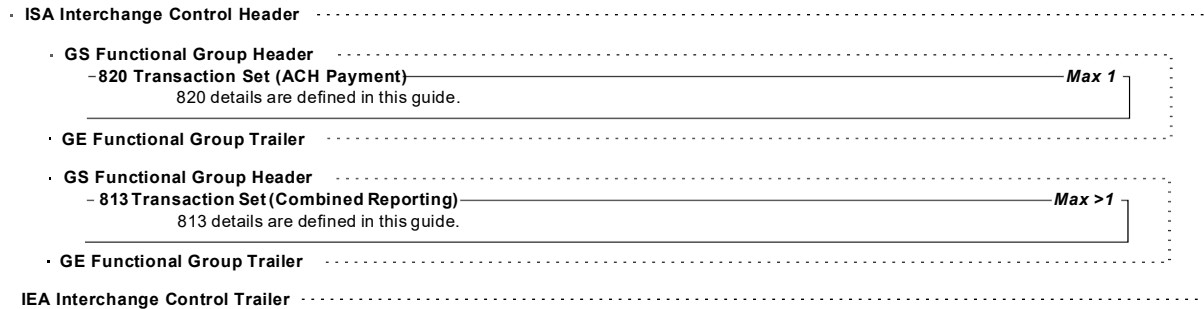 ISA Interchange Control Header
GS Functional Group Header
820 Transaction Set (ACH Payment) Max 1
820 details are defined in this guide.
GE Functional Group Trailer
GS Functional Group Header
813 Transaction Set (Combined Reporting) Max >1
813 details are defined in this guide.
GE Functional Group Trailer
IEA Interchange Control Trailer